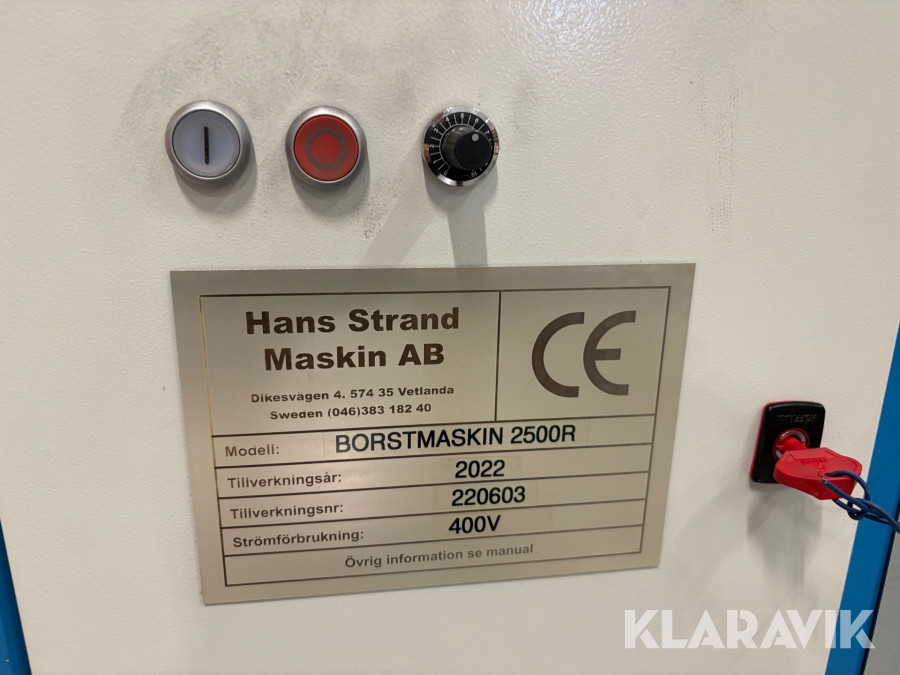 Hans Strand
Maskin AB
Dikesvägen 4. 574 35 Vetlanda
Sweden (046)383 182 40
CE
Modell: BORSTMASKIN 2500R
Tillverkningsår: 2022
Tillverkningsnr: 220603
Strömförbrukning: 400V
Övrig information se manual
KLARAVIK